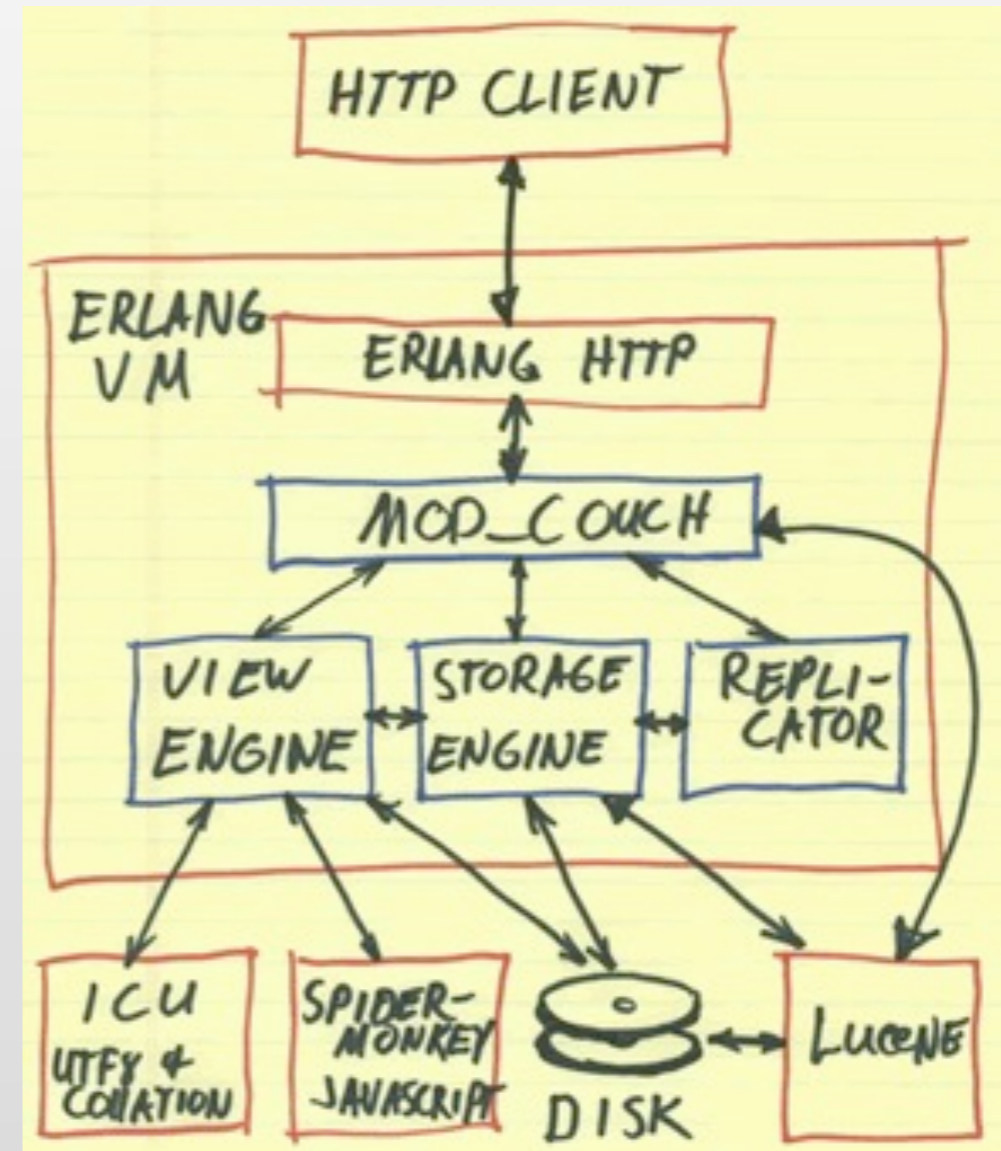 HTTP CLIENT
ERLANG
VM
ERLANG HTTP
MOD_COUCH
VIEW
ENGINE
STORAGE
ENGINE
REPLI-
CATOR
ICU
UTF8 &
COLLATION
SPIDER-
MONKEY
JAVASCRIPT
DISK
LUCENE